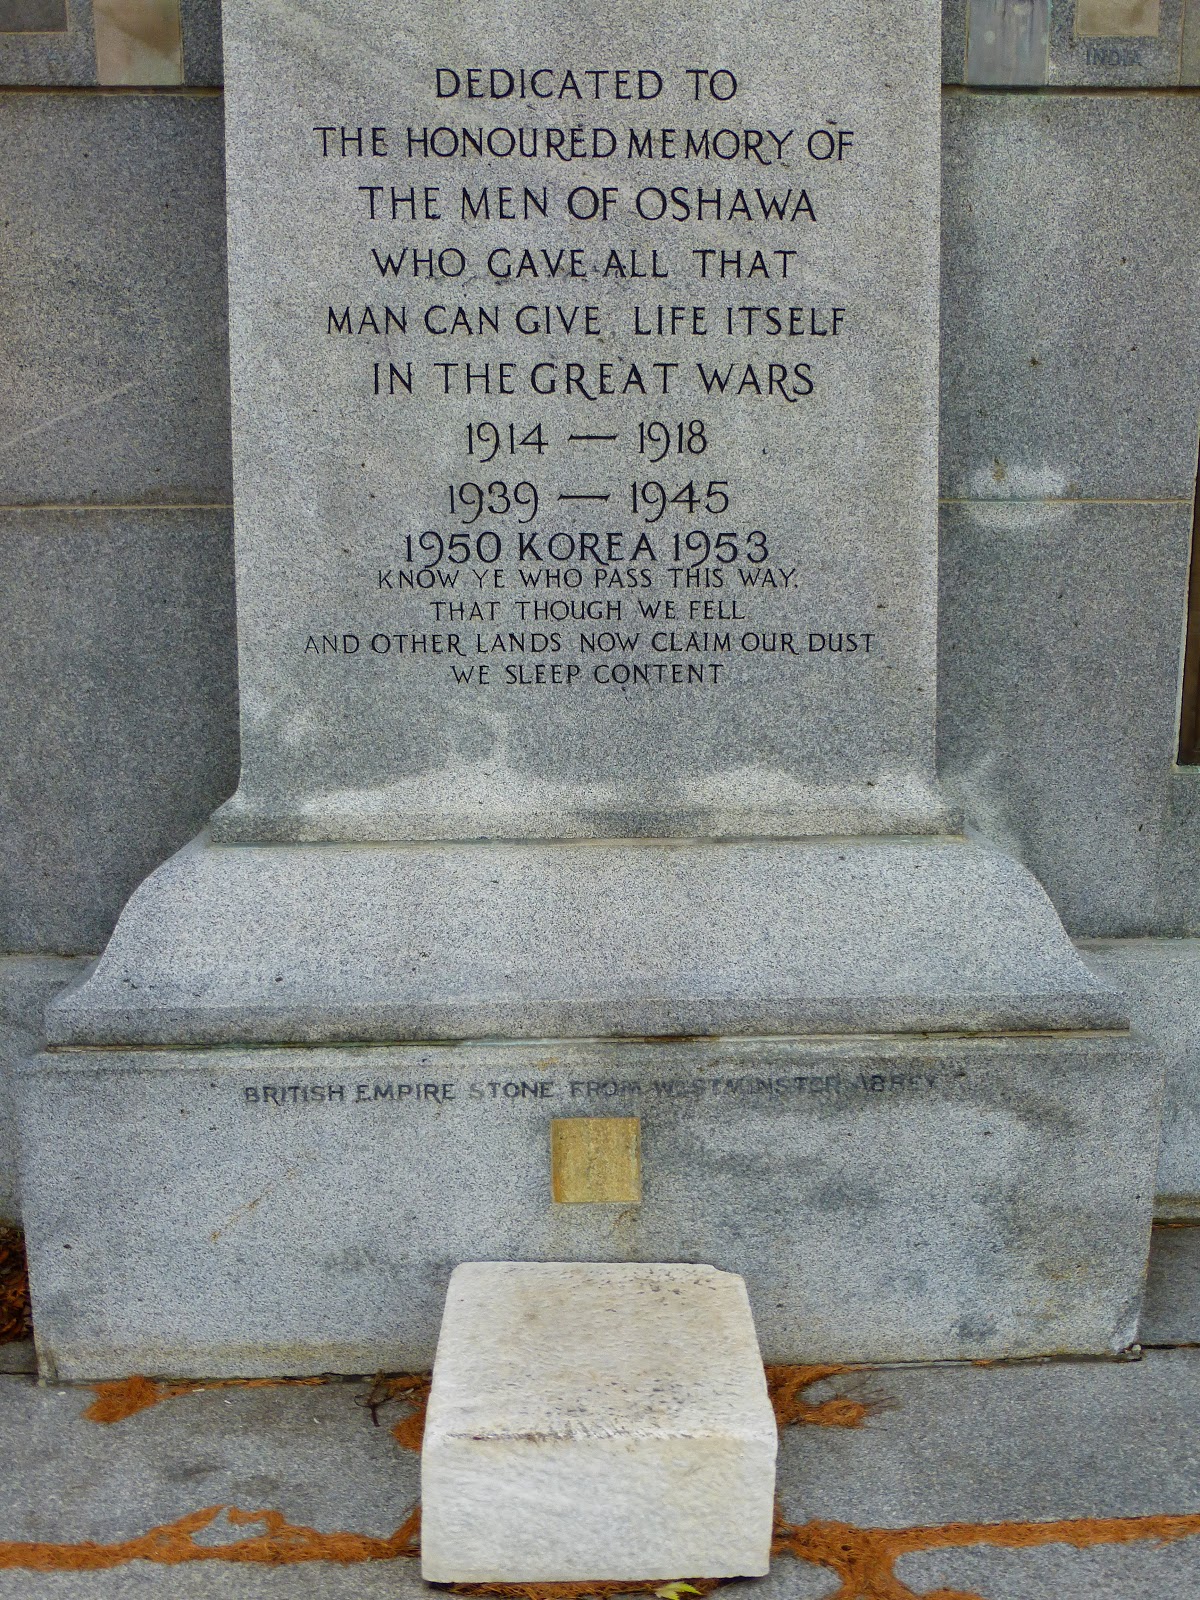 INDIA
DEDICATED TO
THE HONOURED MEMORY OF
THE MEN OF OSHAWA
WHO GAVE ALL THAT
MAN CAN GIVE, LIFE ITSELF
IN THE GREAT WARS
1914 — 1918
1939 — 1945
1950 KOREA 1953
KNOW YE WHO PASS THIS WAY,
THAT THOUGH WE FELL
AND OTHER LANDS NOW CLAIM OUR DUST
WE SLEEP CONTENT
BRITISH EMPIRE STONE FROM WESTMINSTER ABBEY